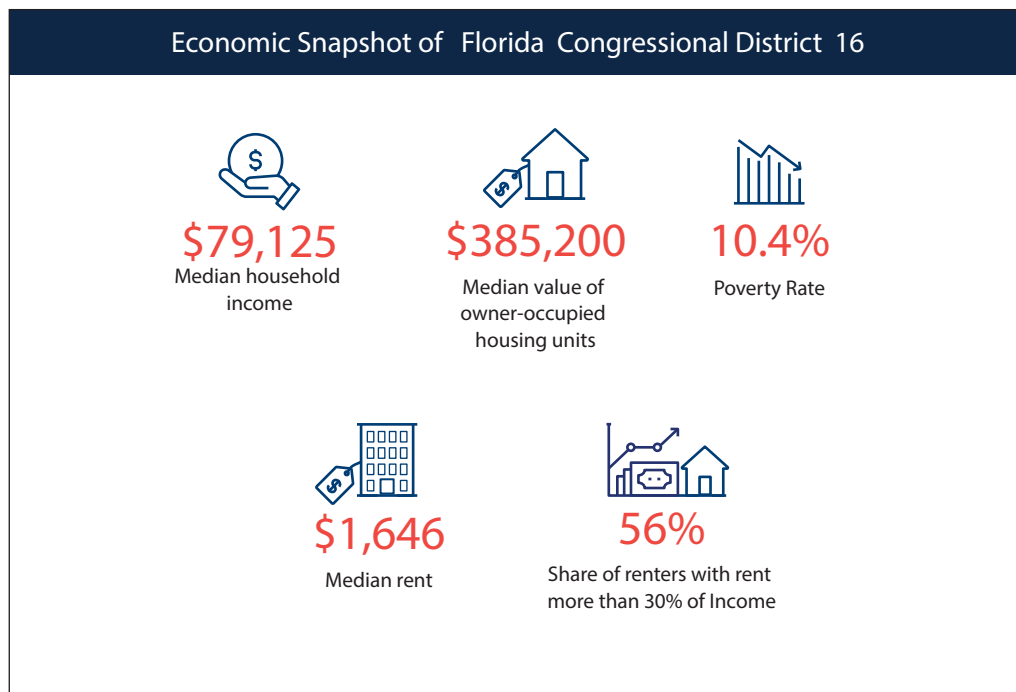 Economic Snapshot of Florida Congressional District 16
$
$
$79,125
Median household
income
$385,200
Median value of
owner-occupied
housing units
10.4%
Poverty Rate
$
$1,646
Median rent
56%
Share of renters with rent
more than 30% of Income